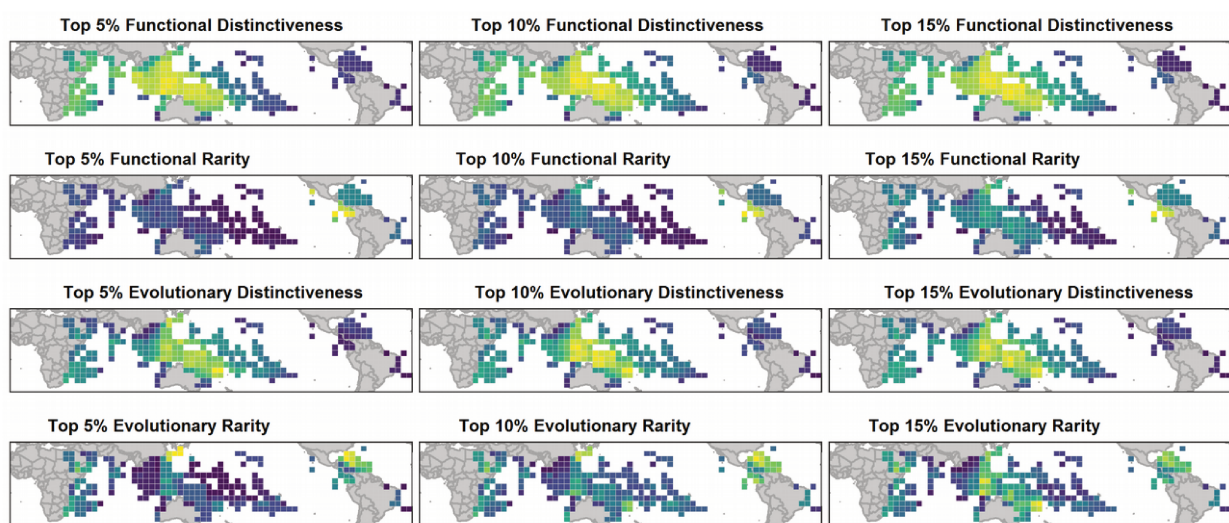 Top 5% Functional Distinctiveness
Top 10% Functional Distinctiveness
Top 15% Functional Distinctiveness
Top 5% Functional Rarity
Top 10% Functional Rarity
Top 15% Functional Rarity
Top 5% Evolutionary Distinctiveness
Top 10% Evolutionary Distinctiveness
Top 15% Evolutionary Distinctiveness
Top 5% Evolutionary Rarity
Top 10% Evolutionary Rarity
Top 15% Evolutionary Rarity